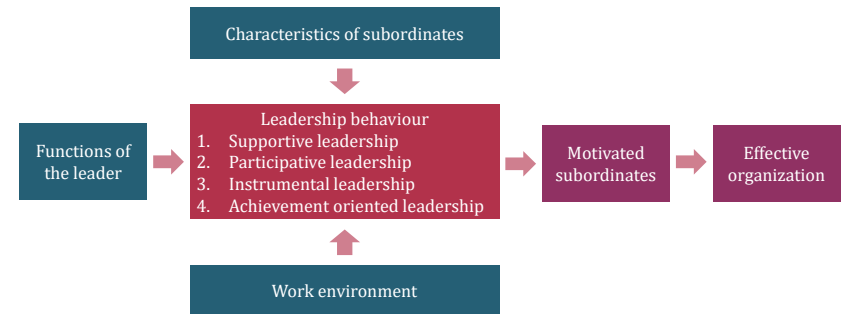 Characteristics of subordinates
Functions of
the leader
Leadership behaviour
1. Supportive leadership
2. Participative leadership
3. Instrumental leadership
4. Achievement oriented leadership
Motivated
subordinates
Effective
organization
Work environment